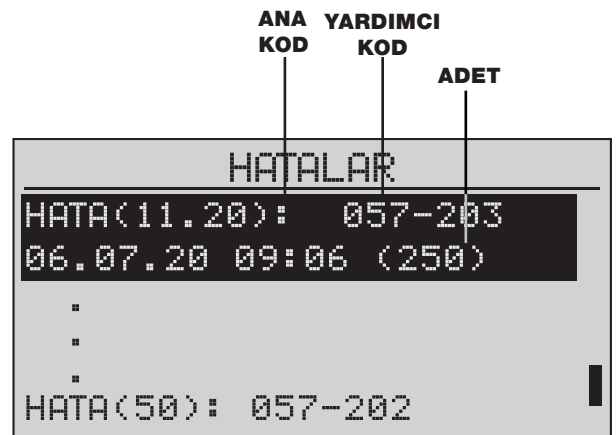 ANA YARDIMCI
KOD KOD
ADET
HATALAR
HATA(11.20): 057-203
06.07.20 09:06 (250)
.
.
.
HATA(50): 057-202